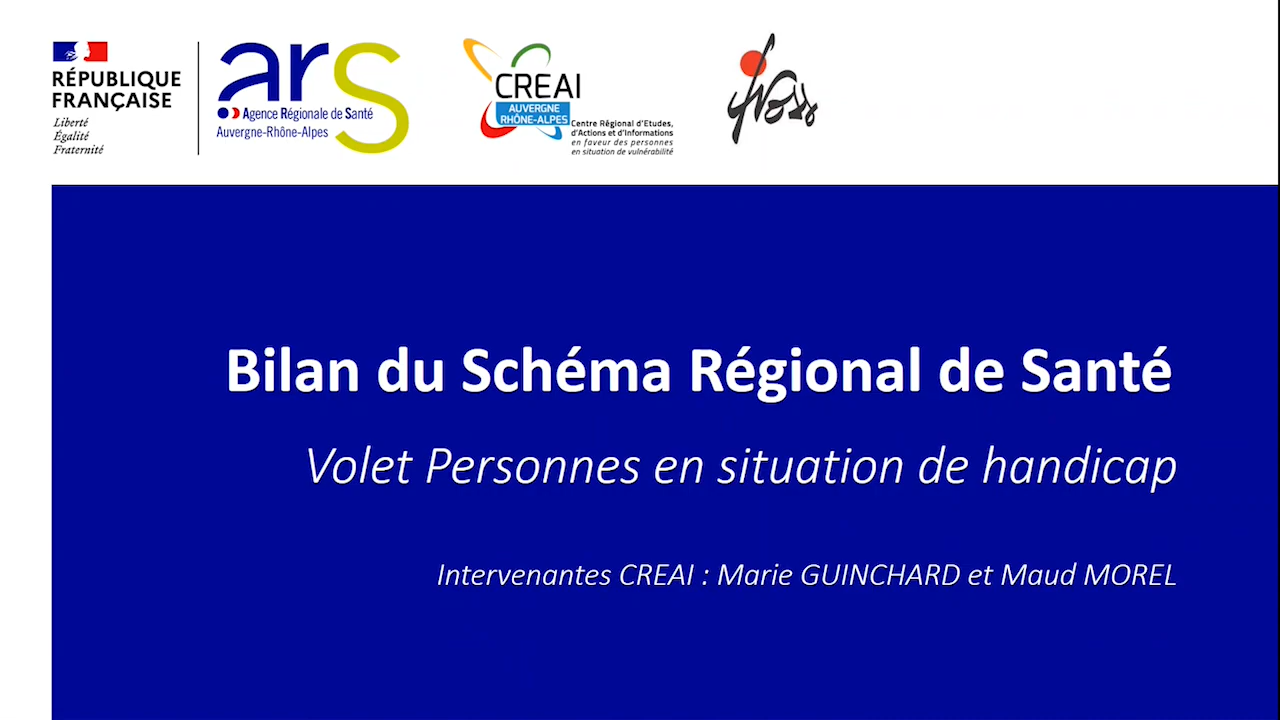 RÉPUBLIQUE
FRANÇAISE
Liberté
Égalité
Fraternité
ars
Agence Régionale de Santé
Auvergne-Rhône-Alpes
CREAI
AUVERGNE
RHÔNE-ALPES
Centre Régional d'Etudes,
d'Actions et d'Informations
en faveur des personnes
en situation de vulnérabilité
Bilan du Schéma Régional de Santé
Volet Personnes en situation de handicap
Intervenantes CREAI : Marie GUINCHARD et Maud MOREL